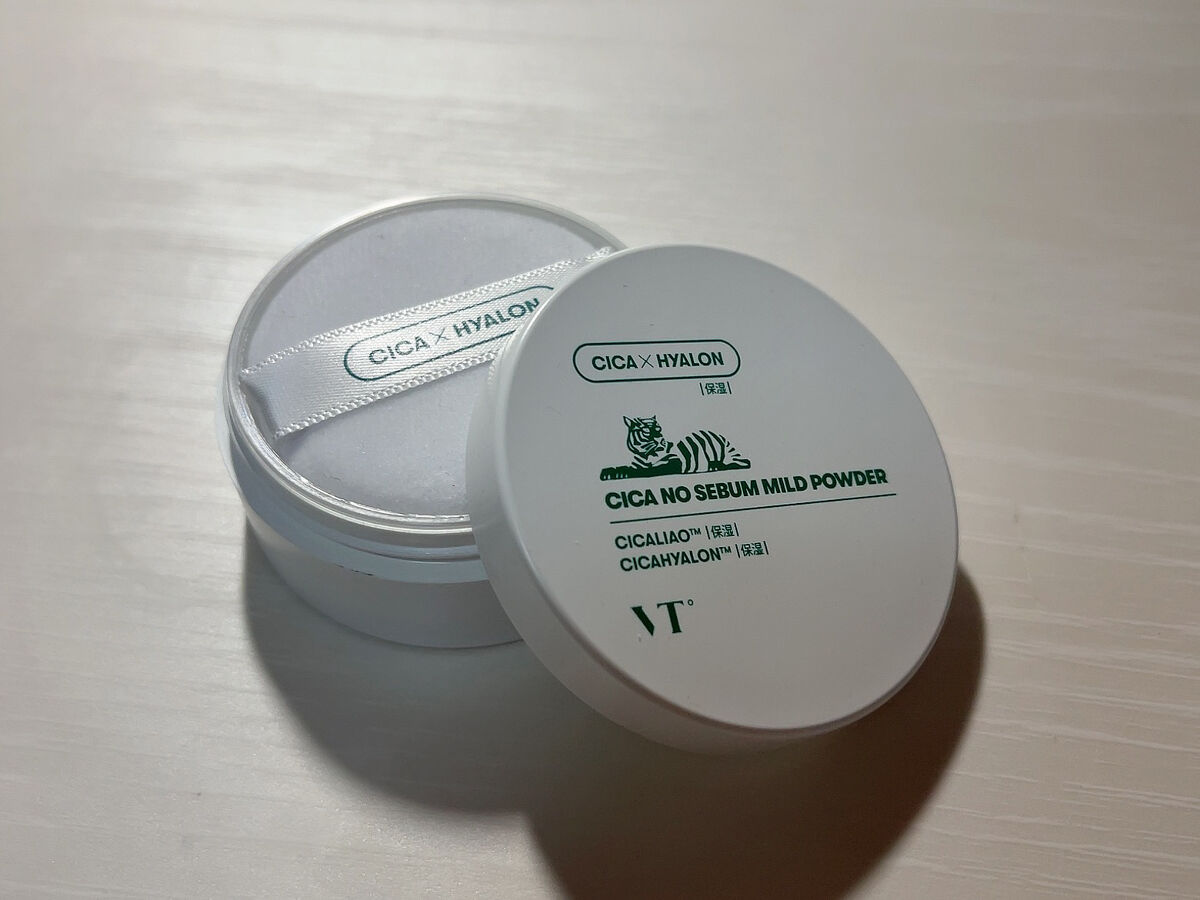 CICA×HYALON
CICA×HYALON
|保湿|
CICA NO SEBUM MILD POWDER
CICALIAO™ |保湿|
CICAHYALON™ |保湿|
VT°